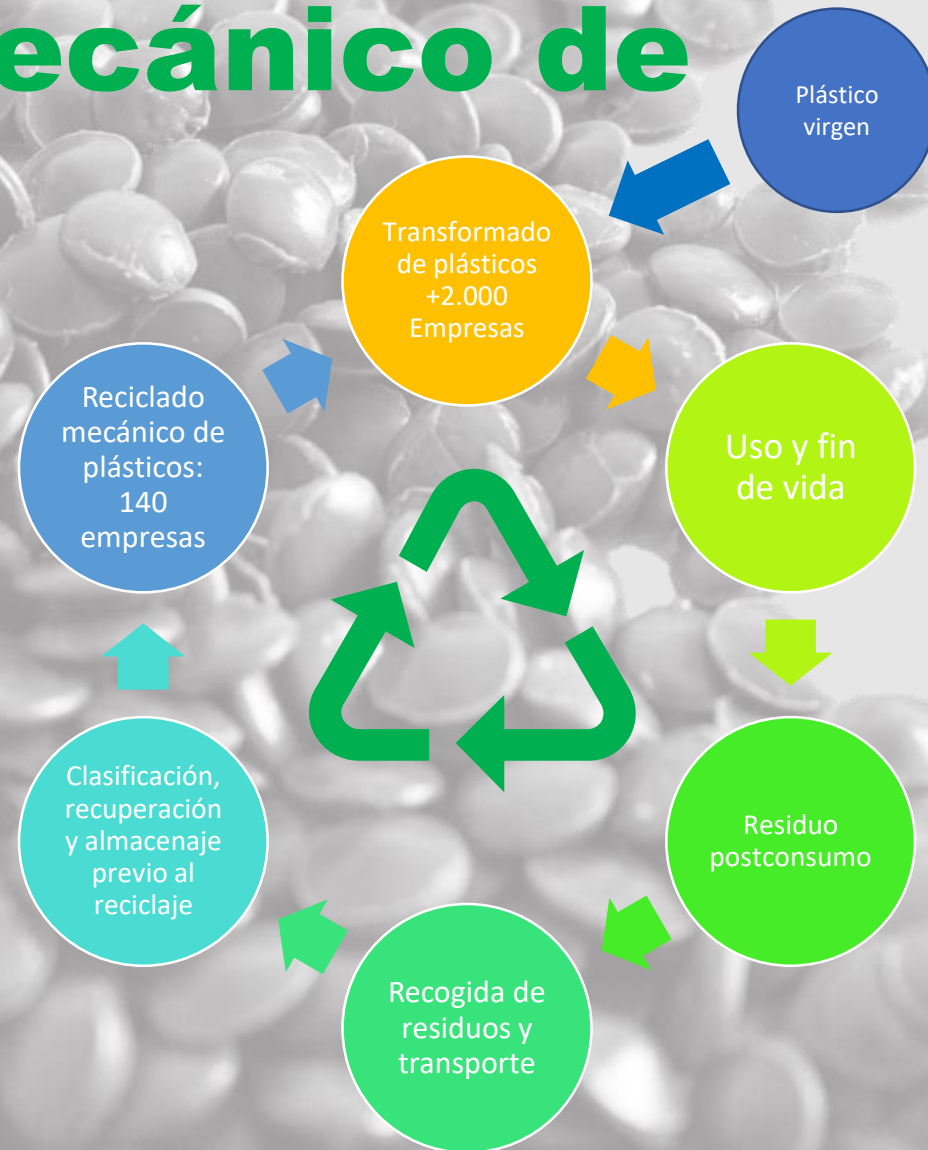 ecánico de
Plástico
virgen
Transformado
de plásticos
+2.000
Empresas
Uso y fin
de vida
Residuo
postconsumo
Recogida de
residuos y
transporte
Clasificación,
recuperación
y almacenaje
previo al
reciclaje
Reciclado
mecánico de
plásticos:
140
empresas